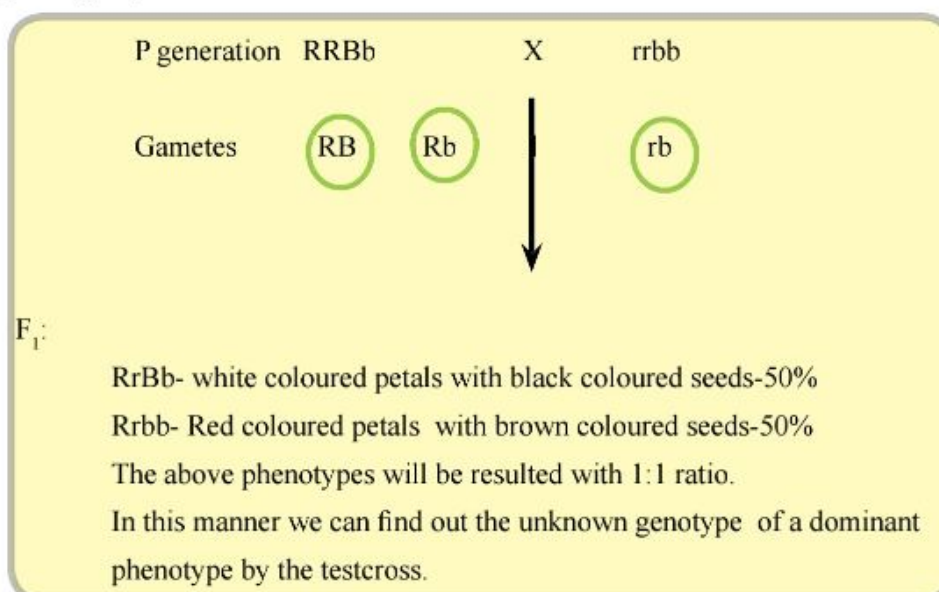 P generation RRBb X rrbb
Gametes RB Rb rb
F₁:
RrBb- white coloured petals with black coloured seeds-50%
Rrbb- Red coloured petals with brown coloured seeds-50%
The above phenotypes will be resulted with 1:1 ratio.
In this manner we can find out the unknown genotype of a dominant
phenotype by the testcross.